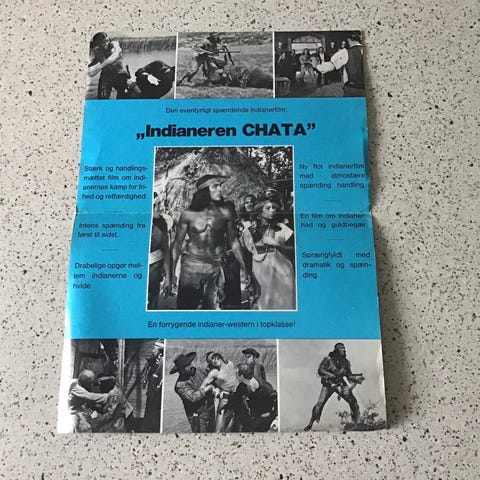 Den eventyrligt spændende indianerfilm:
„Indianeren CHATA”
Stærk og handlings-
mættet film om indi-
anernes kamp for fri-
hed og retfærdighed
Intens spænding fra
først til sidst.
Drabelige opgør mel-
lem indianerne og
hvide.
Ny flot indianerfilm
med atmosfære,
spænding handling.
En film om indianer-
had og guldbegær.
Sprængfyldt med
dramatik og spæn-
ding.
En forrygende indianer-western i topklasse!